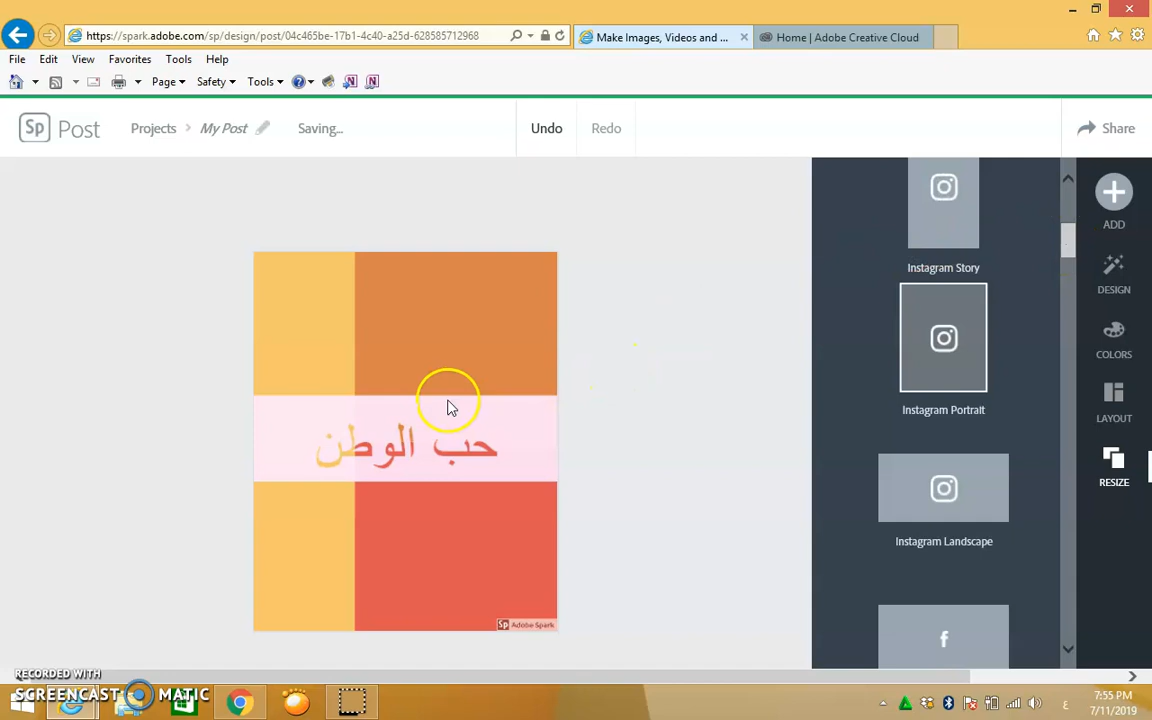 https://spark.adobe.com/sp/design/post/04c465be-17b1-4c40-a25d-628585712968
Make Images, Videos and ...
Home | Adobe Creative Cloud
File Edit View Favorites Tools Help
Page Safety Tools
Sp Post Projects > My Post Saving... Undo Redo Share
Instagram Story
Instagram Portrait
Instagram Landscape
ADD
DESIGN
COLORS
LAYOUT
RESIZE
حب الوطن
Sp Adobe Spark
RECORDED WITH
SCREENCAST MATIC
ع
7:55 PM
7/11/2019